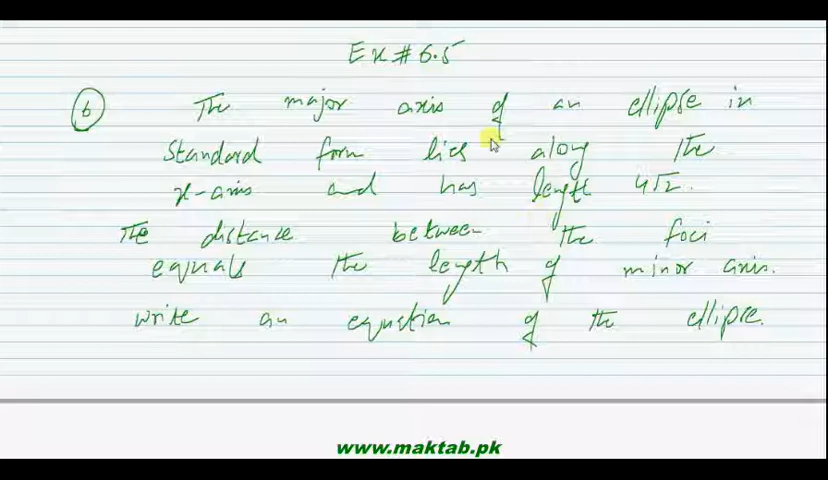 Ex # 6.5
6 The major axis of an ellipse in
standard form lies along the
x-axis and has length 4√2.
The distance between the foci
equals the length of minor axis.
write an equation of the ellipse.
www.maktab.pk